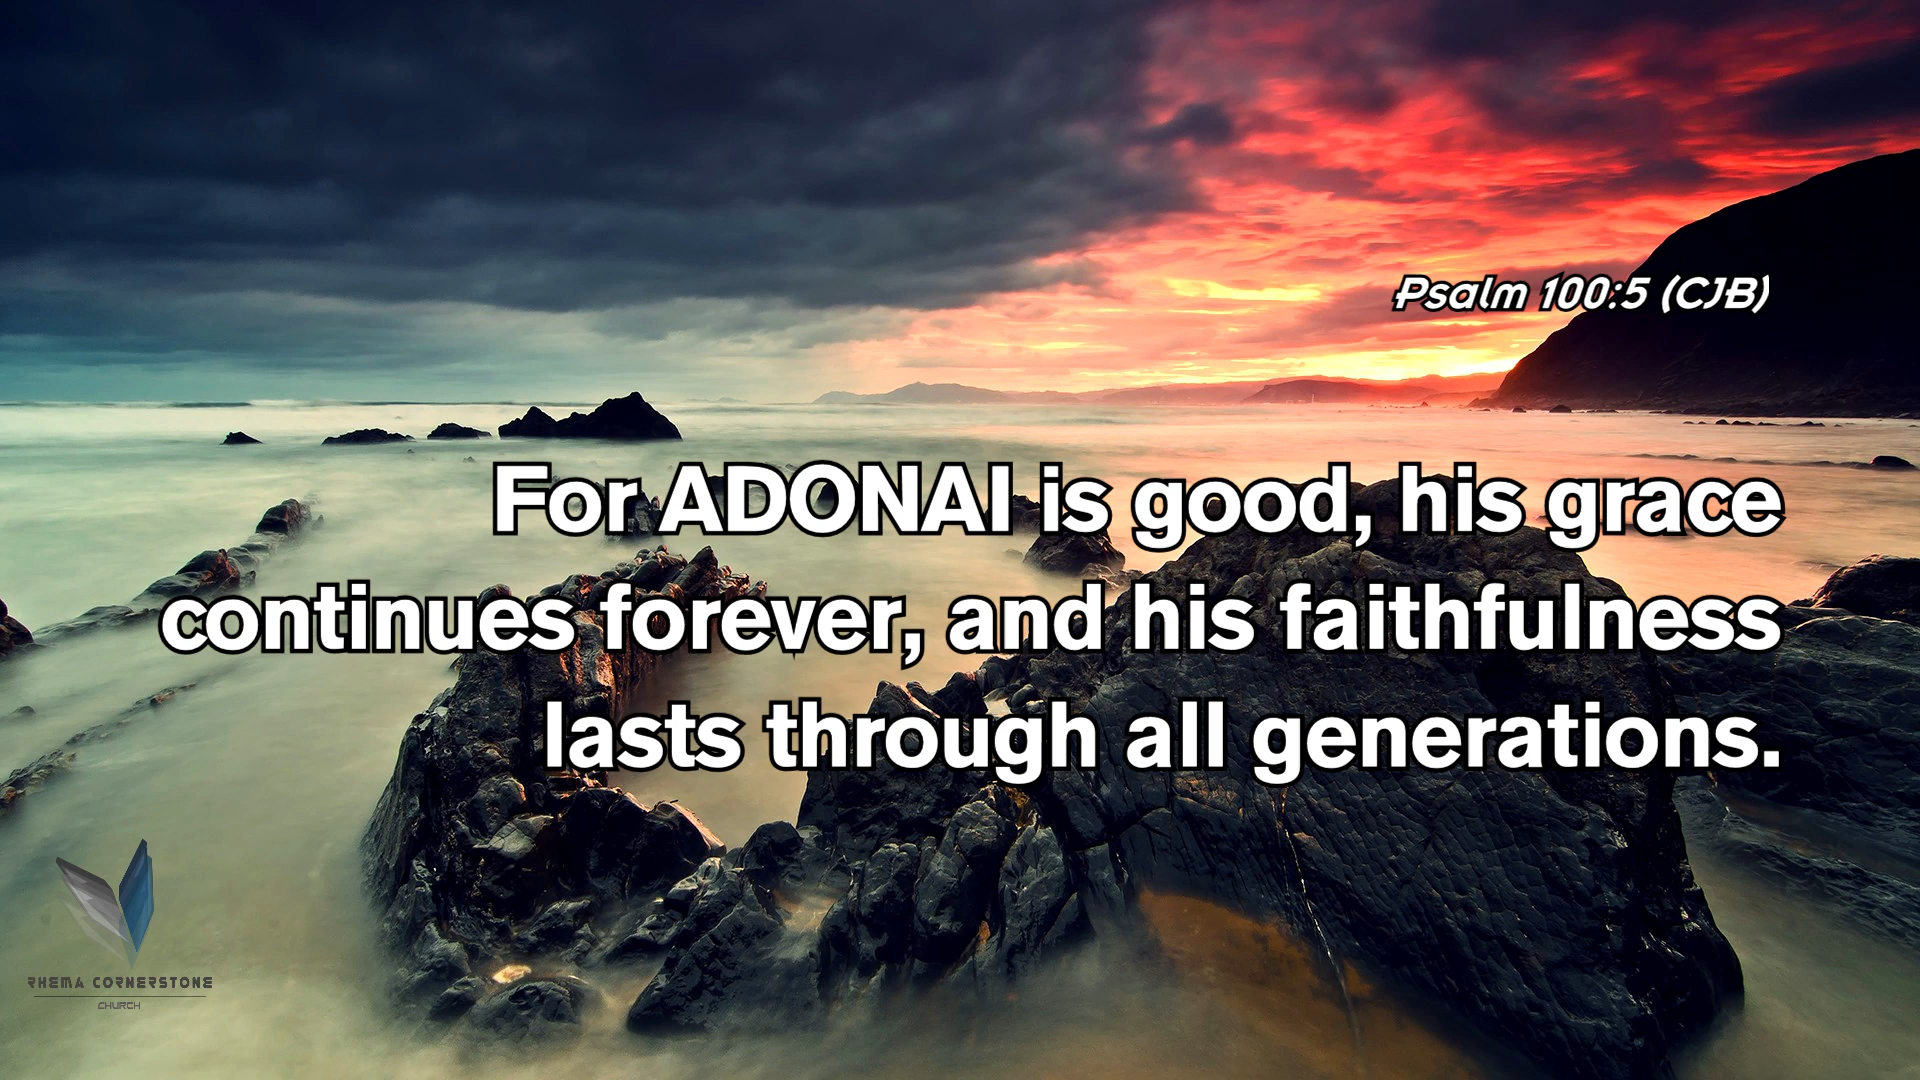 Psalm 100:5 (CJB)
For ADONAI is good, his grace
continues forever, and his faithfulness
lasts through all generations.
RHEMA CORNERSTONE
CHURCH